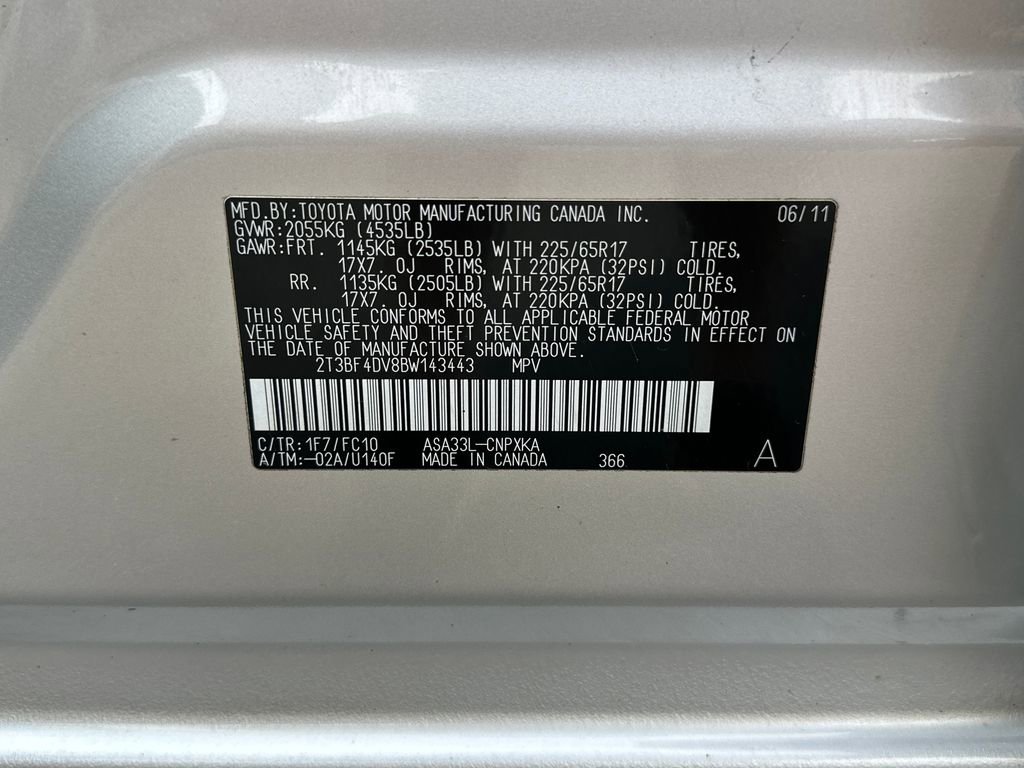 MFD.BY:TOYOTA MOTOR MANUFACTURING CANADA INC. 06/11
GVWR:2055KG (4535LB)
GAWR:FRT. 1145KG (2535LB) WITH 225/65R17 TIRES,
17X7. 0J RIMS, AT 220KPA (32PSI) COLD.
RR. 1135KG (2505LB) WITH 225/65R17 TIRES,
17X7. 0J RIMS, AT 220KPA (32PSI) COLD.
THIS VEHICLE CONFORMS TO ALL APPLICABLE FEDERAL MOTOR
VEHICLE SAFETY AND THEFT PREVENTION STANDARDS IN EFFECT ON
THE DATE OF MANUFACTURE SHOWN ABOVE.
2T3BF4DV8BW143443 MPV
C/TR:1F7/FC10 ASA33L-CNPXKA
A/TM:-02A/U140F MADE IN CANADA 366 A